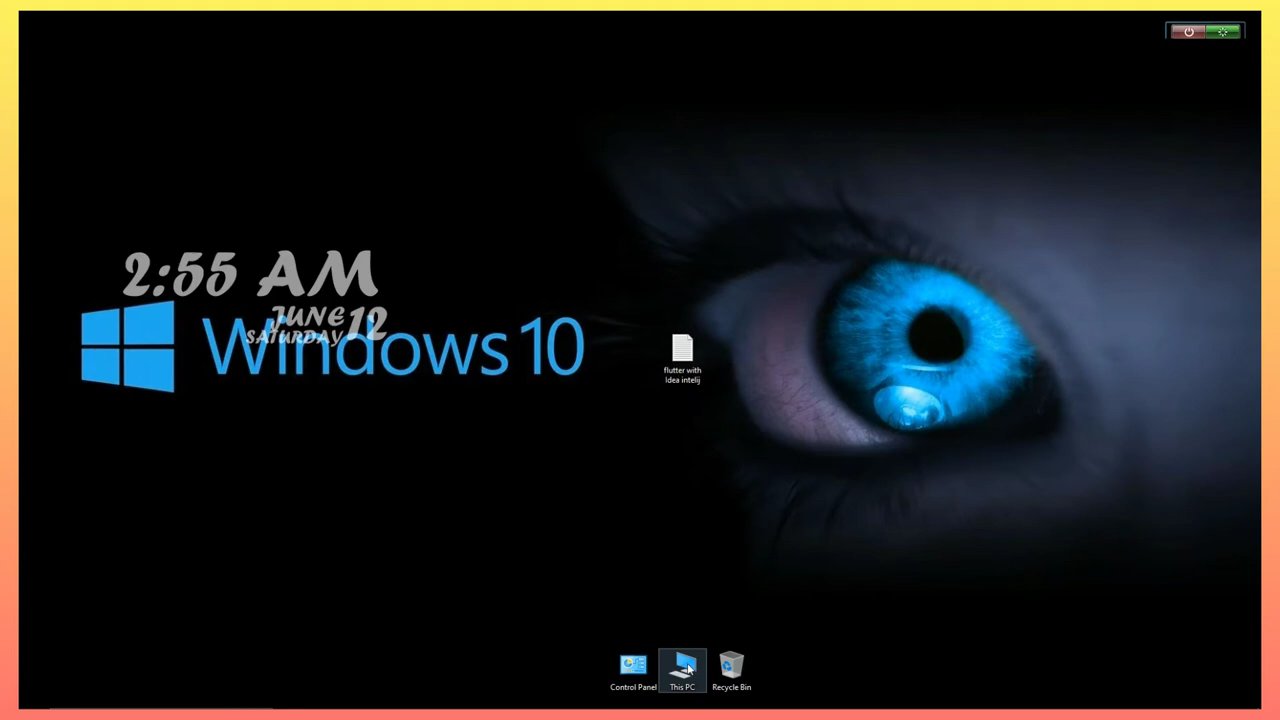 2:55 AM
JUNE 12
SATURDAY
Windows 10
flutter with
Idea intelij
Control Panel
This PC
Recycle Bin